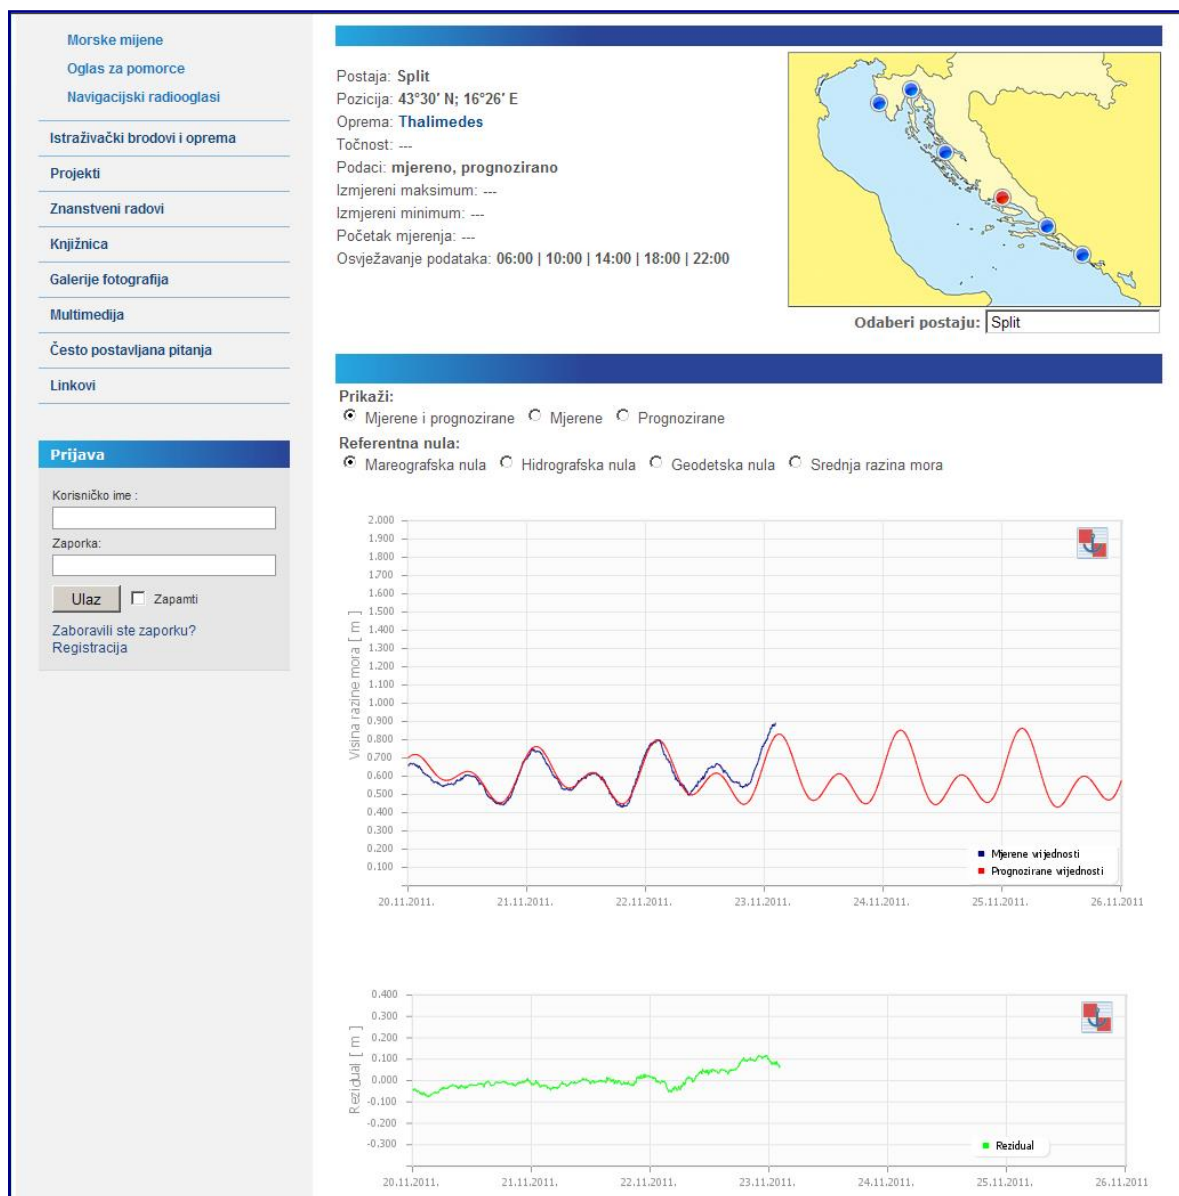 Morske mijene
Oglas za pomorce
Navigacijski radiooglasi
Istraživački brodovi i oprema
Projekti
Znanstveni radovi
Knjižnica
Galerije fotografija
Multimedija
Često postavljana pitanja
Linkovi
Prijava
Korisničko ime :
Zaporka:
Ulaz
Zapamti
Zaboravili ste zaporku?
Registracija
Postaja: Split
Pozicija: 43°30' N; 16°26' E
Oprema: Thalimedes
Točnost: ---
Podaci: mjereno, prognozirano
Izmjereni maksimum: ---
Izmjereni minimum: ---
Početak mjerenja: ---
Osvježavanje podataka: 06:00 | 10:00 | 14:00 | 18:00 | 22:00
Odaberi postaju: Split
Prikaži:
Mjerene i prognozirane Mjerene Prognozirane
Referentna nula:
Mareografska nula Hidrografska nula Geodetska nula Srednja razina mora
Visina razine mora [ m ]
2.000
1.900
1.800
1.700
1.600
1.500
1.400
1.300
1.200
1.100
1.000
0.900
0.800
0.700
0.600
0.500
0.400
0.300
0.200
0.100
Mjerene vrijednosti
Prognozirane vrijednosti
20.11.2011. 21.11.2011. 22.11.2011. 23.11.2011. 24.11.2011. 25.11.2011. 26.11.2011
Rezidual [ m ]
0.400
0.300
0.200
0.100
0.000
-0.100
-0.200
-0.300
Rezidual
20.11.2011. 21.11.2011. 22.11.2011. 23.11.2011. 24.11.2011. 25.11.2011. 26.11.2011